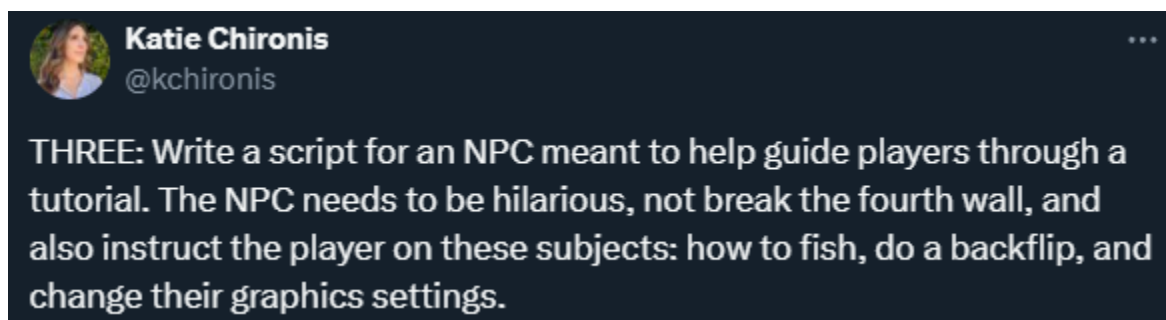 Katie Chironis
@kchironis
THREE: Write a script for an NPC meant to help guide players through a
tutorial. The NPC needs to be hilarious, not break the fourth wall, and
also instruct the player on these subjects: how to fish, do a backflip, and
change their graphics settings.